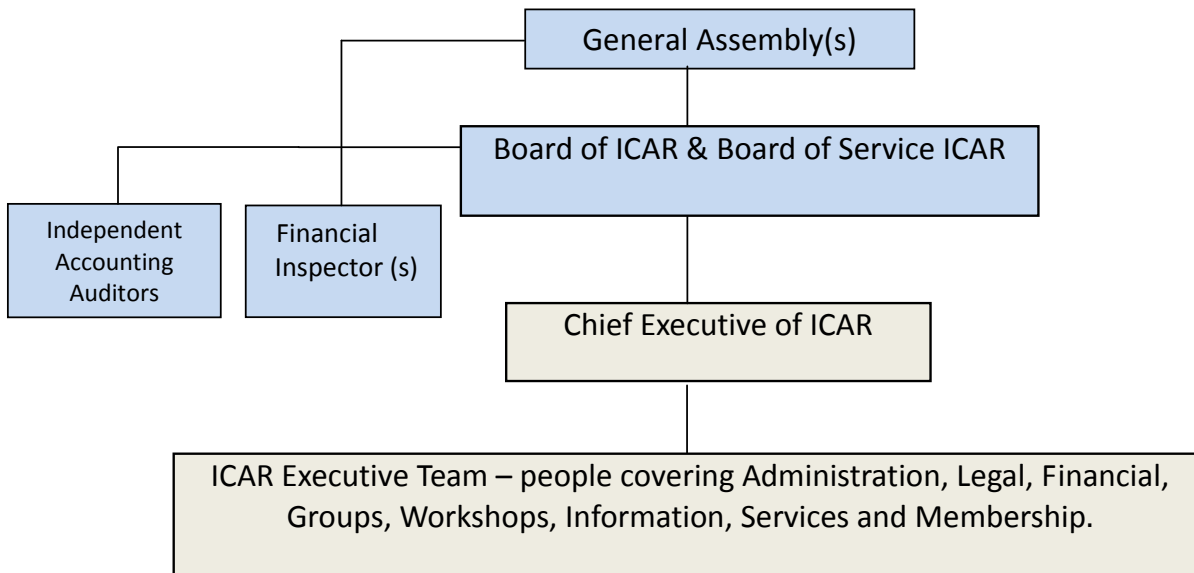 General Assembly(s)
Board of ICAR & Board of Service ICAR
Independent
Accounting
Auditors
Financial
Inspector (s)
Chief Executive of ICAR
ICAR Executive Team – people covering Administration, Legal, Financial,
Groups, Workshops, Information, Services and Membership.